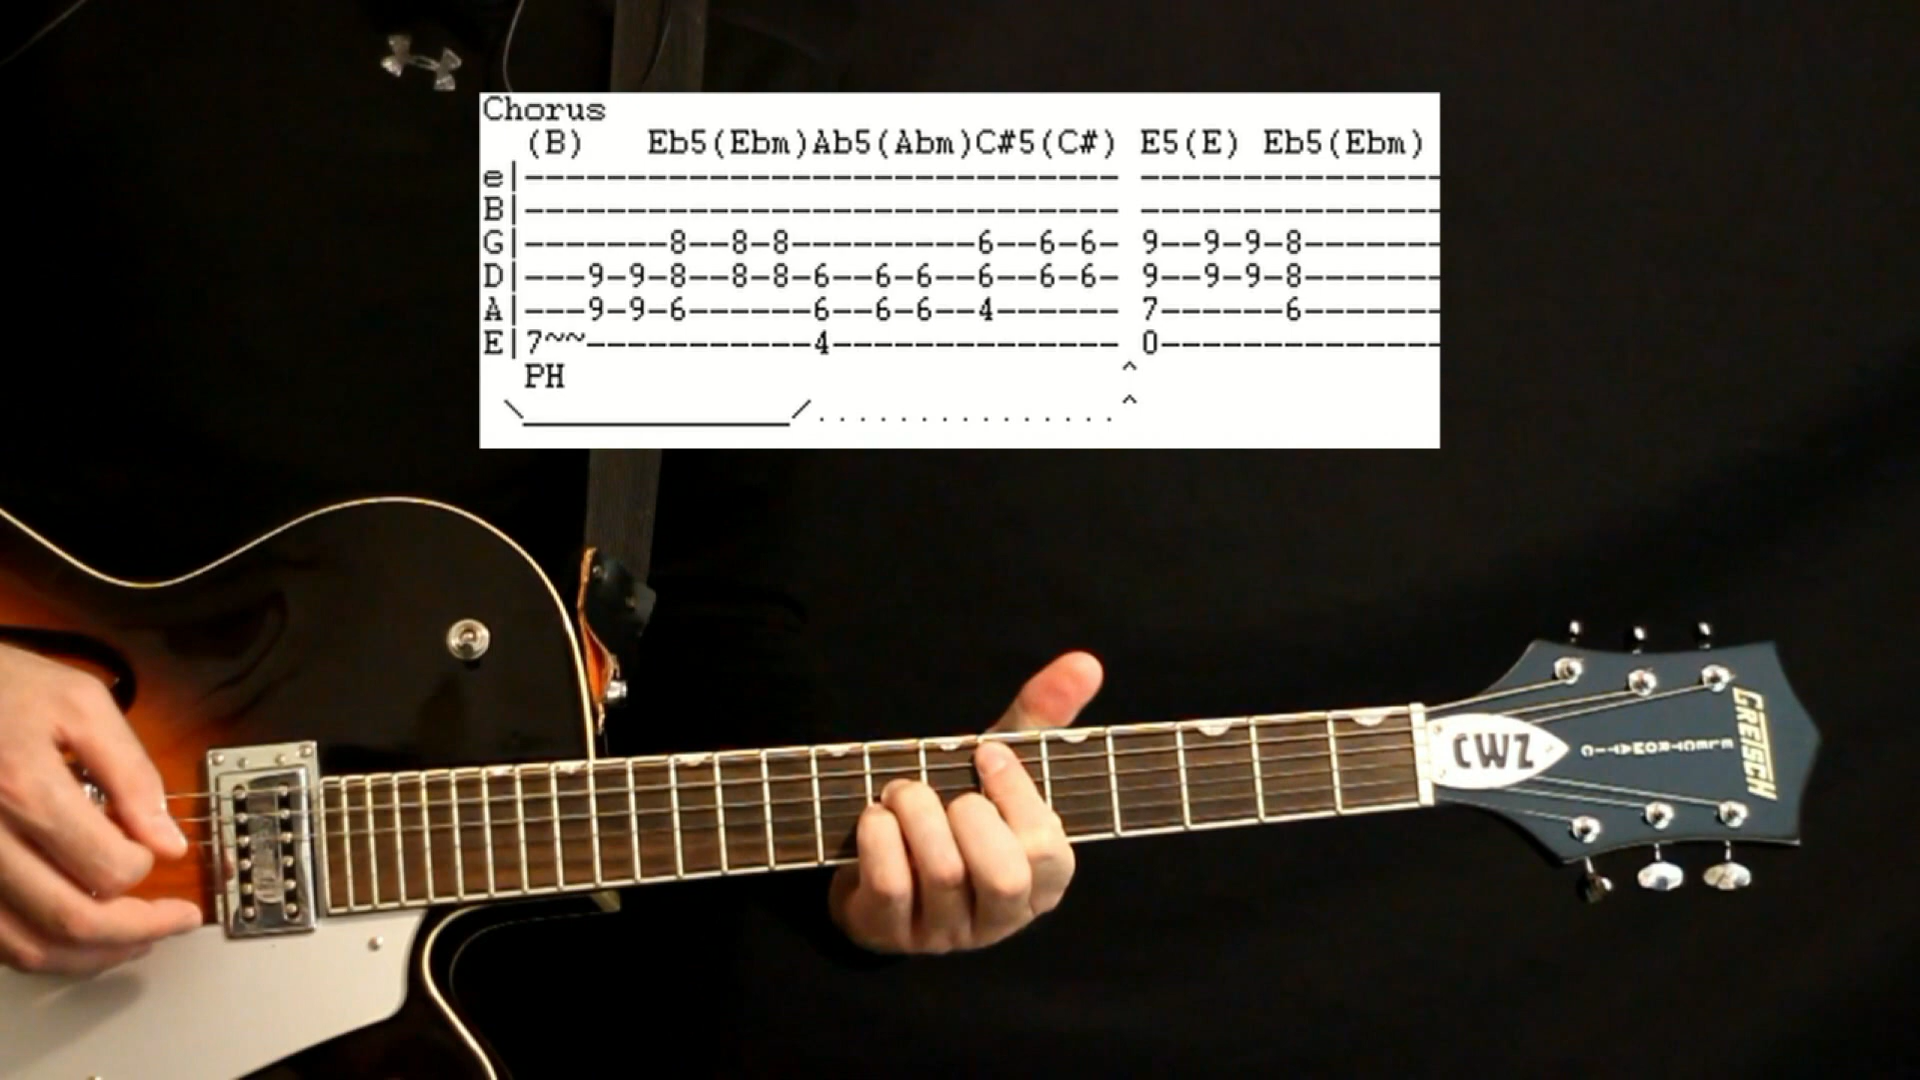 Chorus
(B) Eb5(Ebm)Ab5(Abm)C#5(C#) E5(E) Eb5(Ebm)
e|----------------------------- ---------------
B|----------------------------- ---------------
G|-------8--8-8---------6--6-6- 9--9-9-8-------
D|---9-9-8--8-8-6--6-6--6--6-6- 9--9-9-8-------
A|---9-9-6------6--6-6--4------ 7------6-------
E|7~~-----------4-------------- 0--------------
PH ^
\_____________/............... ^
CWZ
ELECTROMATIC
GRETSCH